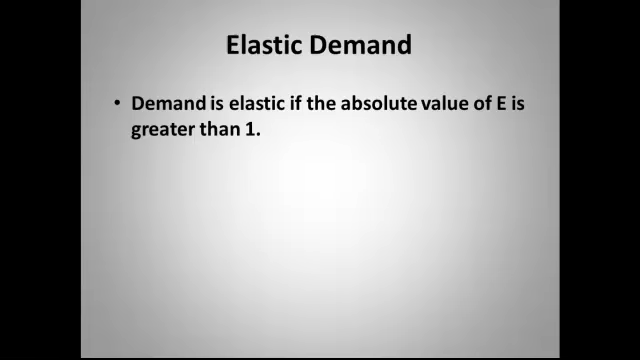 Elastic Demand
• Demand is elastic if the absolute value of E is
greater than 1.